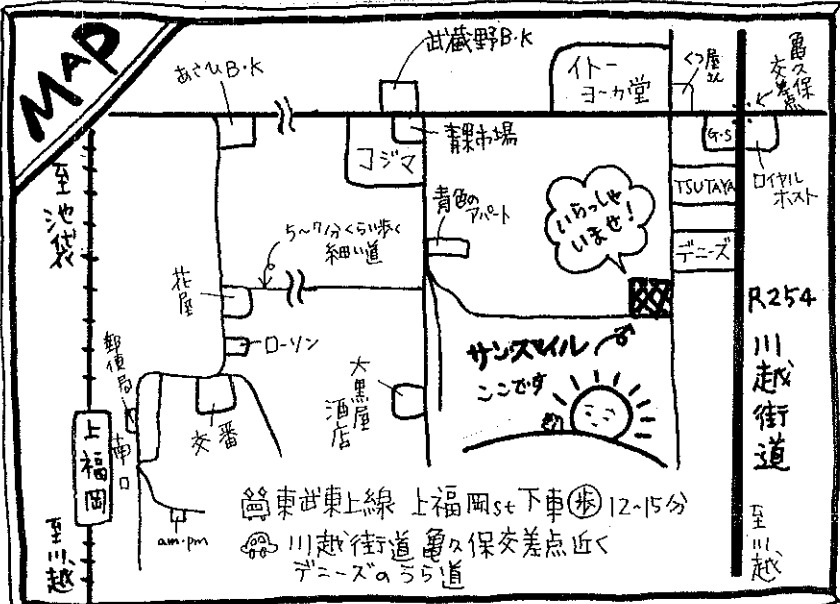 MAP
至池袋
あさひB・K
武蔵野B・K
イトー
ヨーカ堂
くつ屋
さん
亀久保
交差点
コジマ
青果市場
G・S
ロイヤル
ホスト
TSUTAYA
デニーズ
青色の
アパート
いらっしゃ
いませ!
5〜7分くらい歩く
細い道
花屋
ローソン
郵便局
南口
交番
大黒屋
酒店
サンスマイル
ここです
R254
川越街道
至川越
上福岡
至川越
am・pm
東武東上線 上福岡st下車歩12~15分
川越街道 亀久保交差点近く
デニーズのうら道